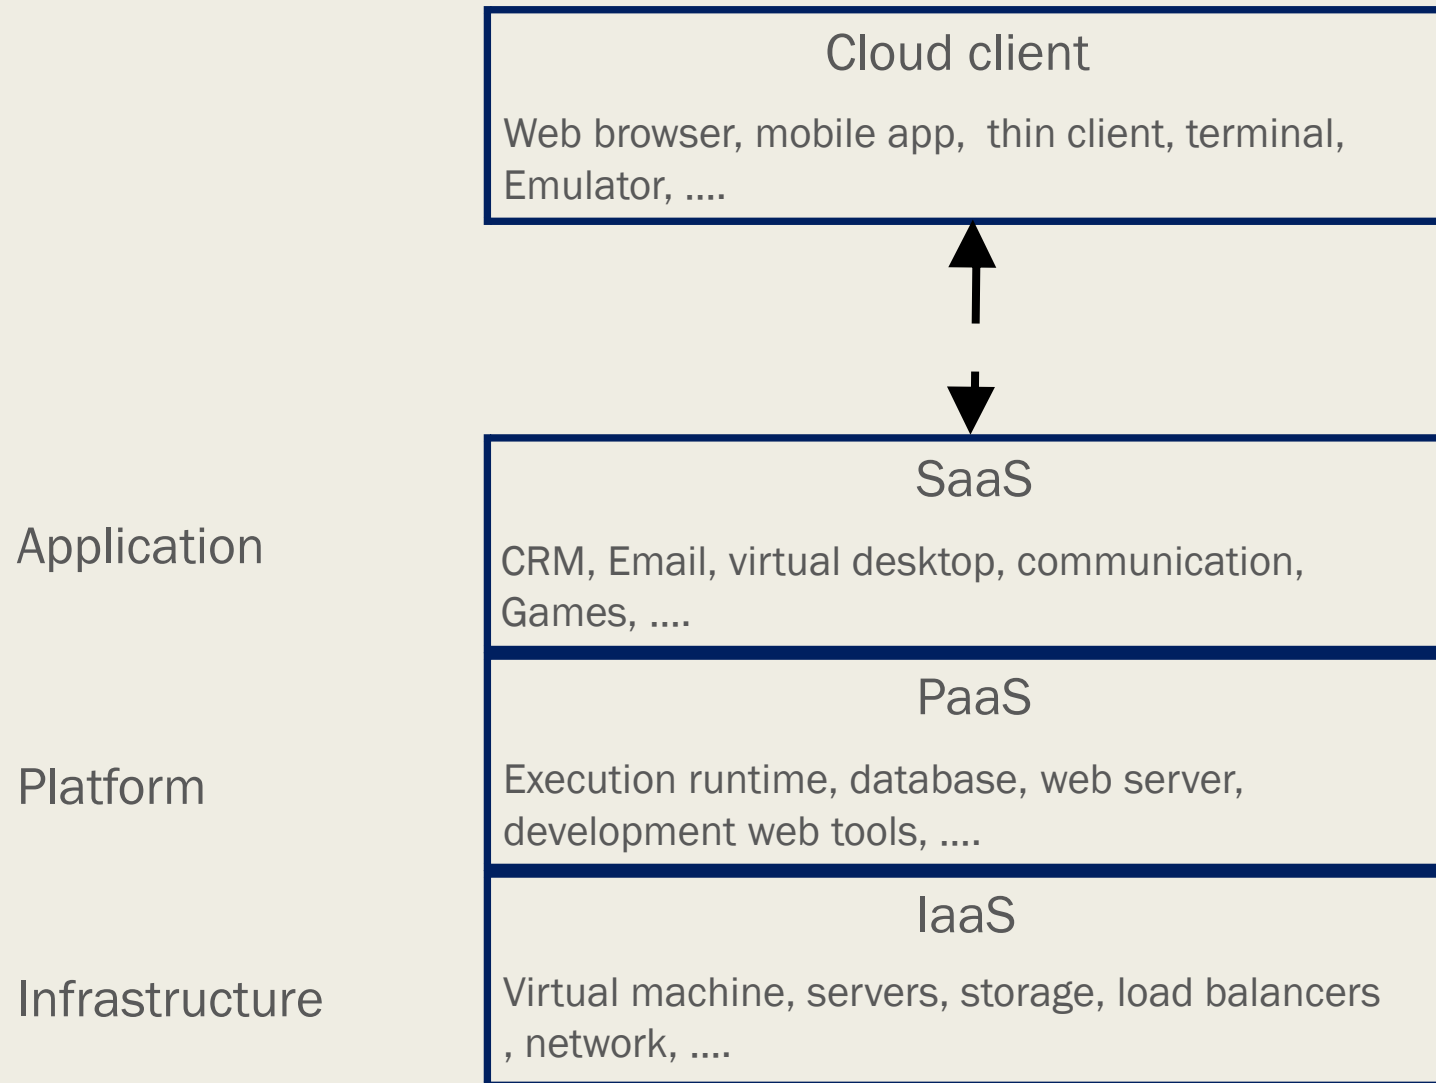 Cloud client
Web browser, mobile app, thin client, terminal,
Emulator, ....
SaaS
Application
CRM, Email, virtual desktop, communication,
Games, ....
PaaS
Platform
Execution runtime, database, web server,
development web tools, ....
IaaS
Infrastructure
Virtual machine, servers, storage, load balancers
, network, ....